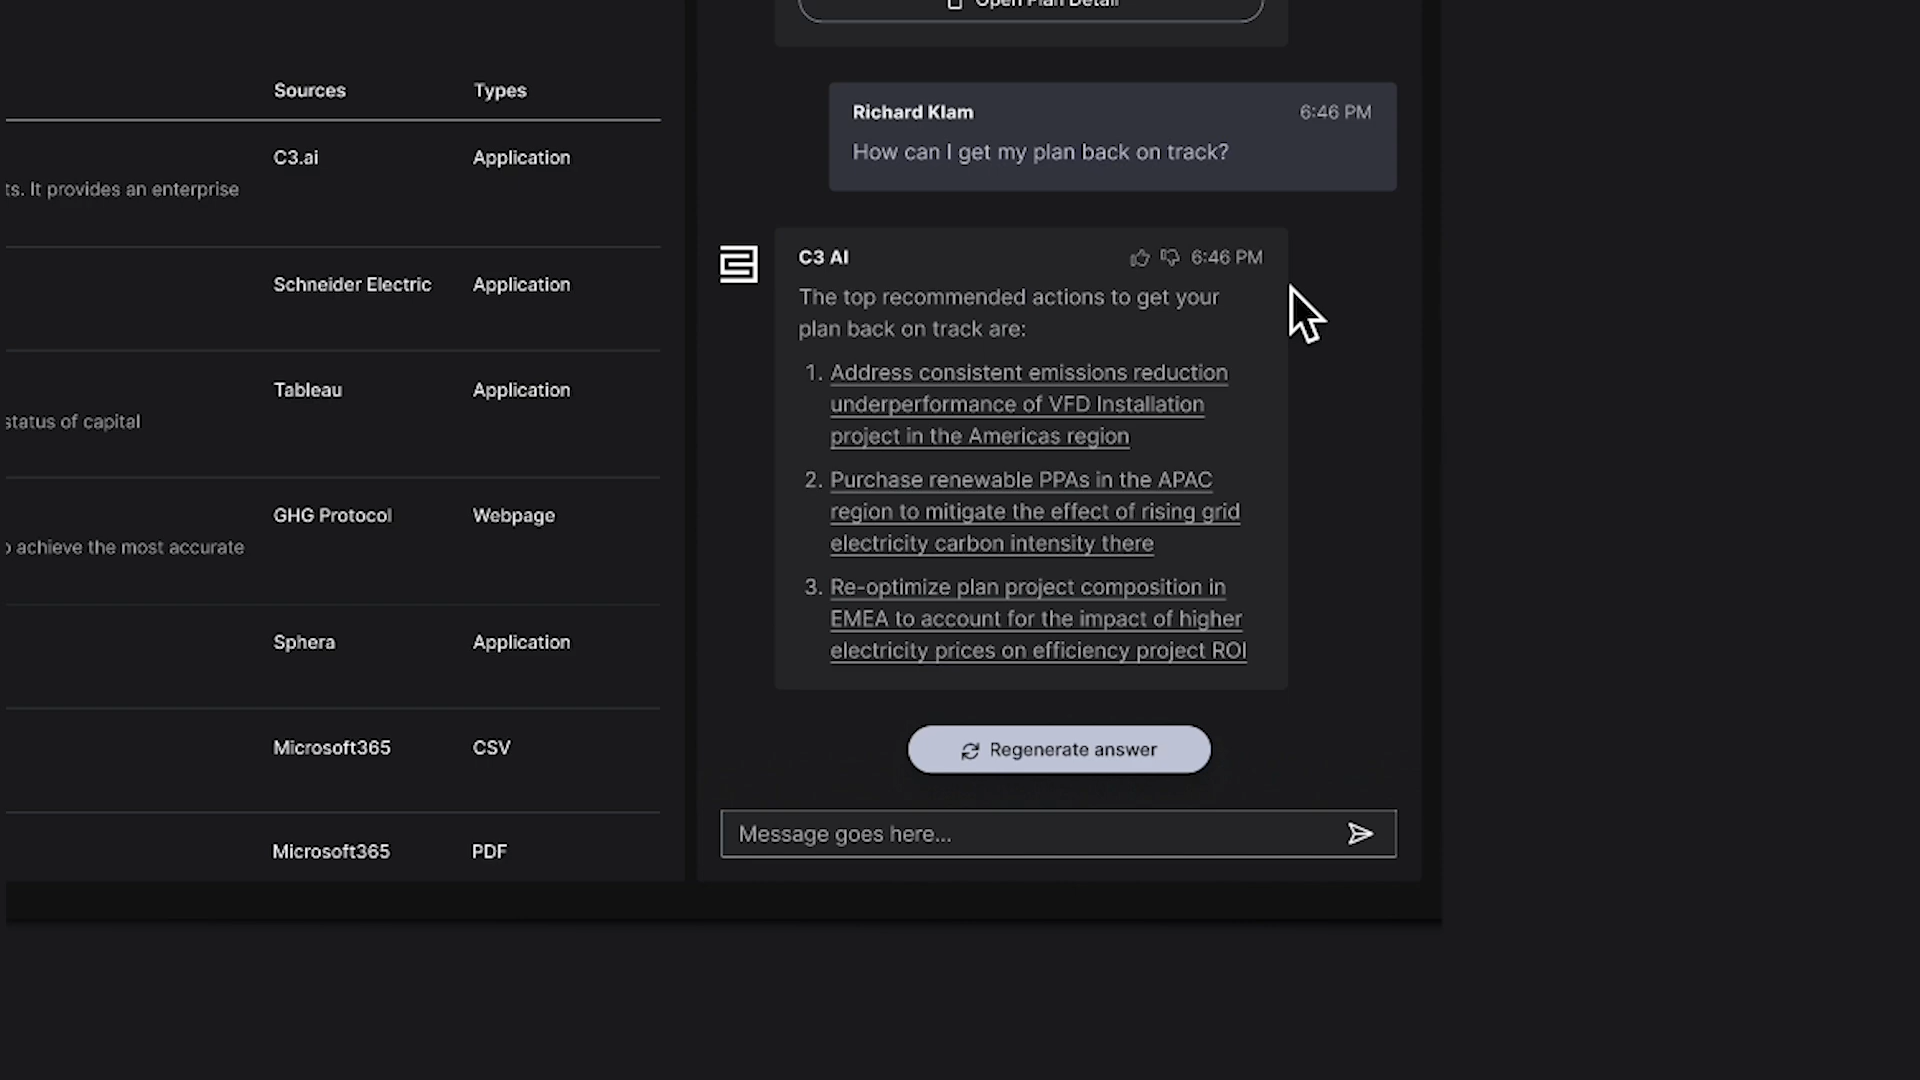 Open Plan Detail
Sources Types
C3.ai Application
ts. It provides an enterprise
Schneider Electric Application
Tableau Application
status of capital
GHG Protocol Webpage
o achieve the most accurate
Sphera Application
Microsoft365 CSV
Microsoft365 PDF
Richard Klam 6:46 PM
How can I get my plan back on track?
C3 AI 6:46 PM
The top recommended actions to get your
plan back on track are:
1. Address consistent emissions reduction
underperformance of VFD Installation
project in the Americas region
2. Purchase renewable PPAs in the APAC
region to mitigate the effect of rising grid
electricity carbon intensity there
3. Re-optimize plan project composition in
EMEA to account for the impact of higher
electricity prices on efficiency project ROI
Regenerate answer
Message goes here...